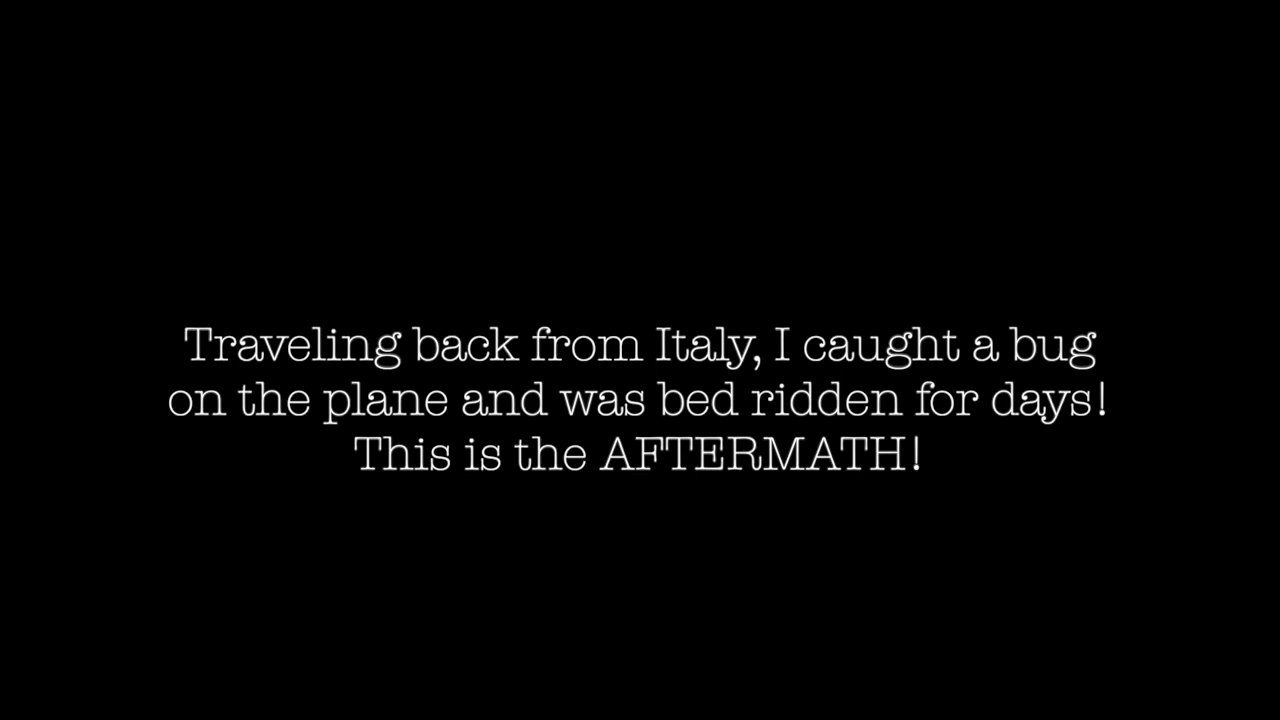 Traveling back from Italy, I caught a bug
on the plane and was bed ridden for days!
This is the AFTERMATH!